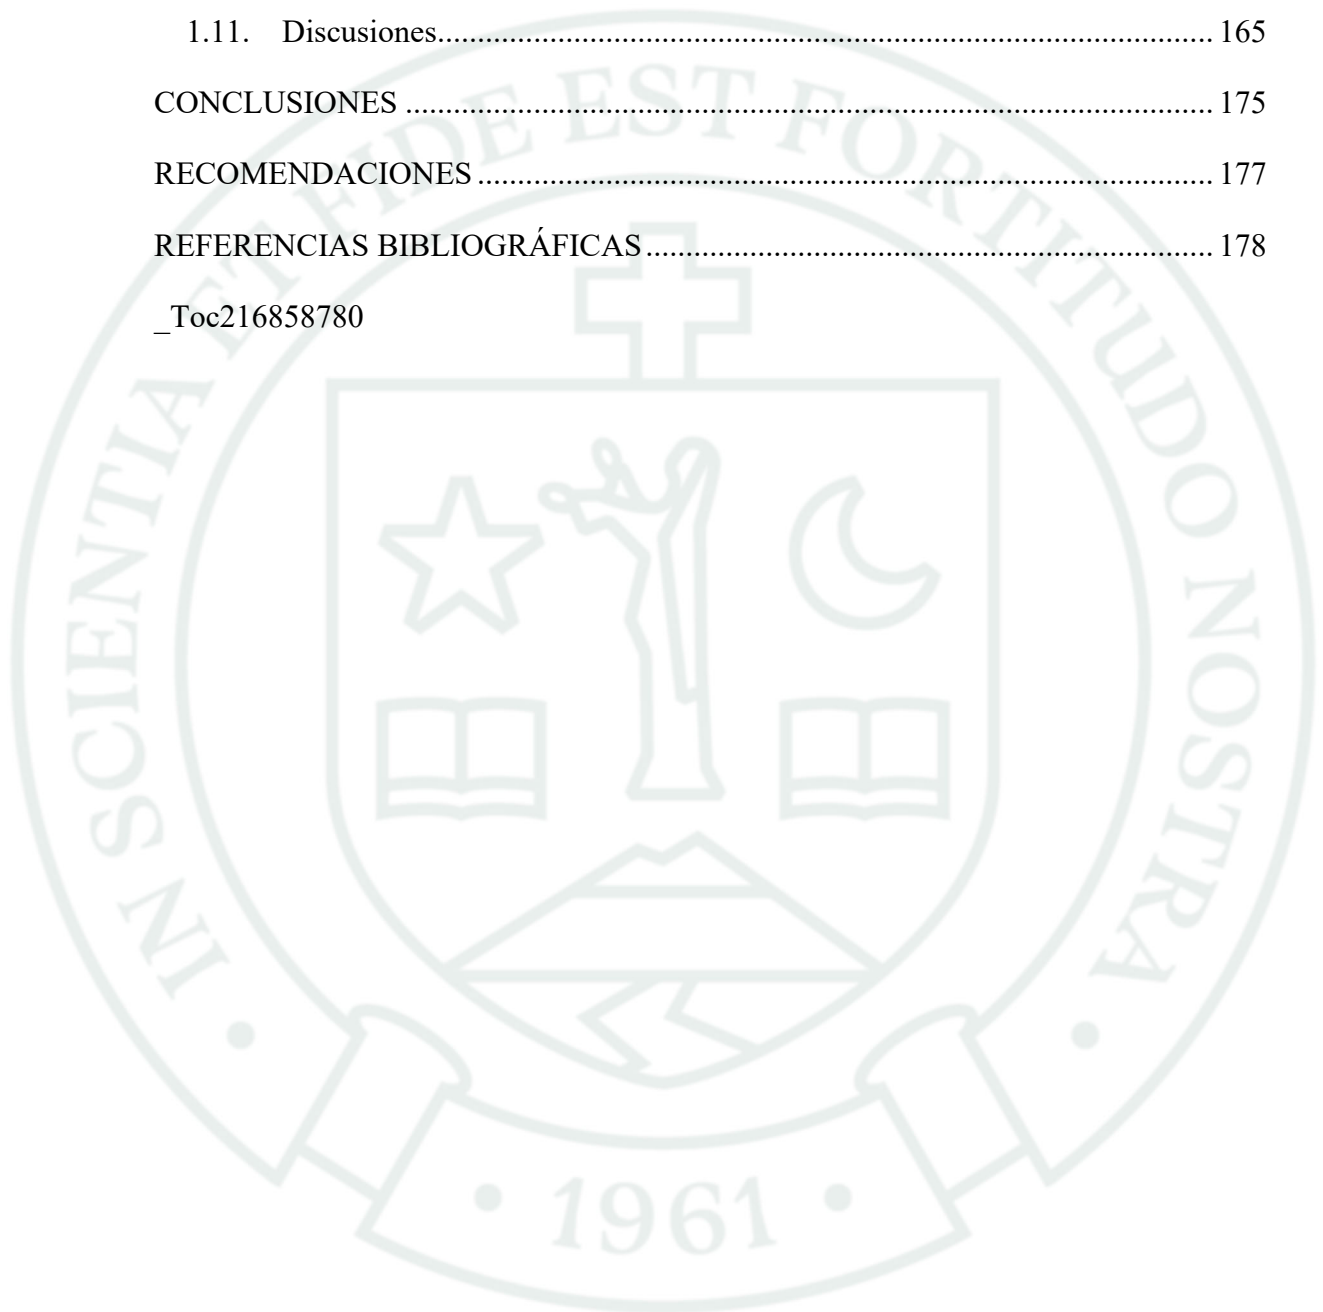 1.11. Discusiones.......................................................................................................... 165
CONCLUSIONES ......................................................................................................... 175
RECOMENDACIONES ................................................................................................ 177
REFERENCIAS BIBLIOGRÁFICAS .......................................................................... 178
_Toc216858780
IN SCIENTIA ET FIDE EST FORTITUDO NOSTRA
• 1961 •